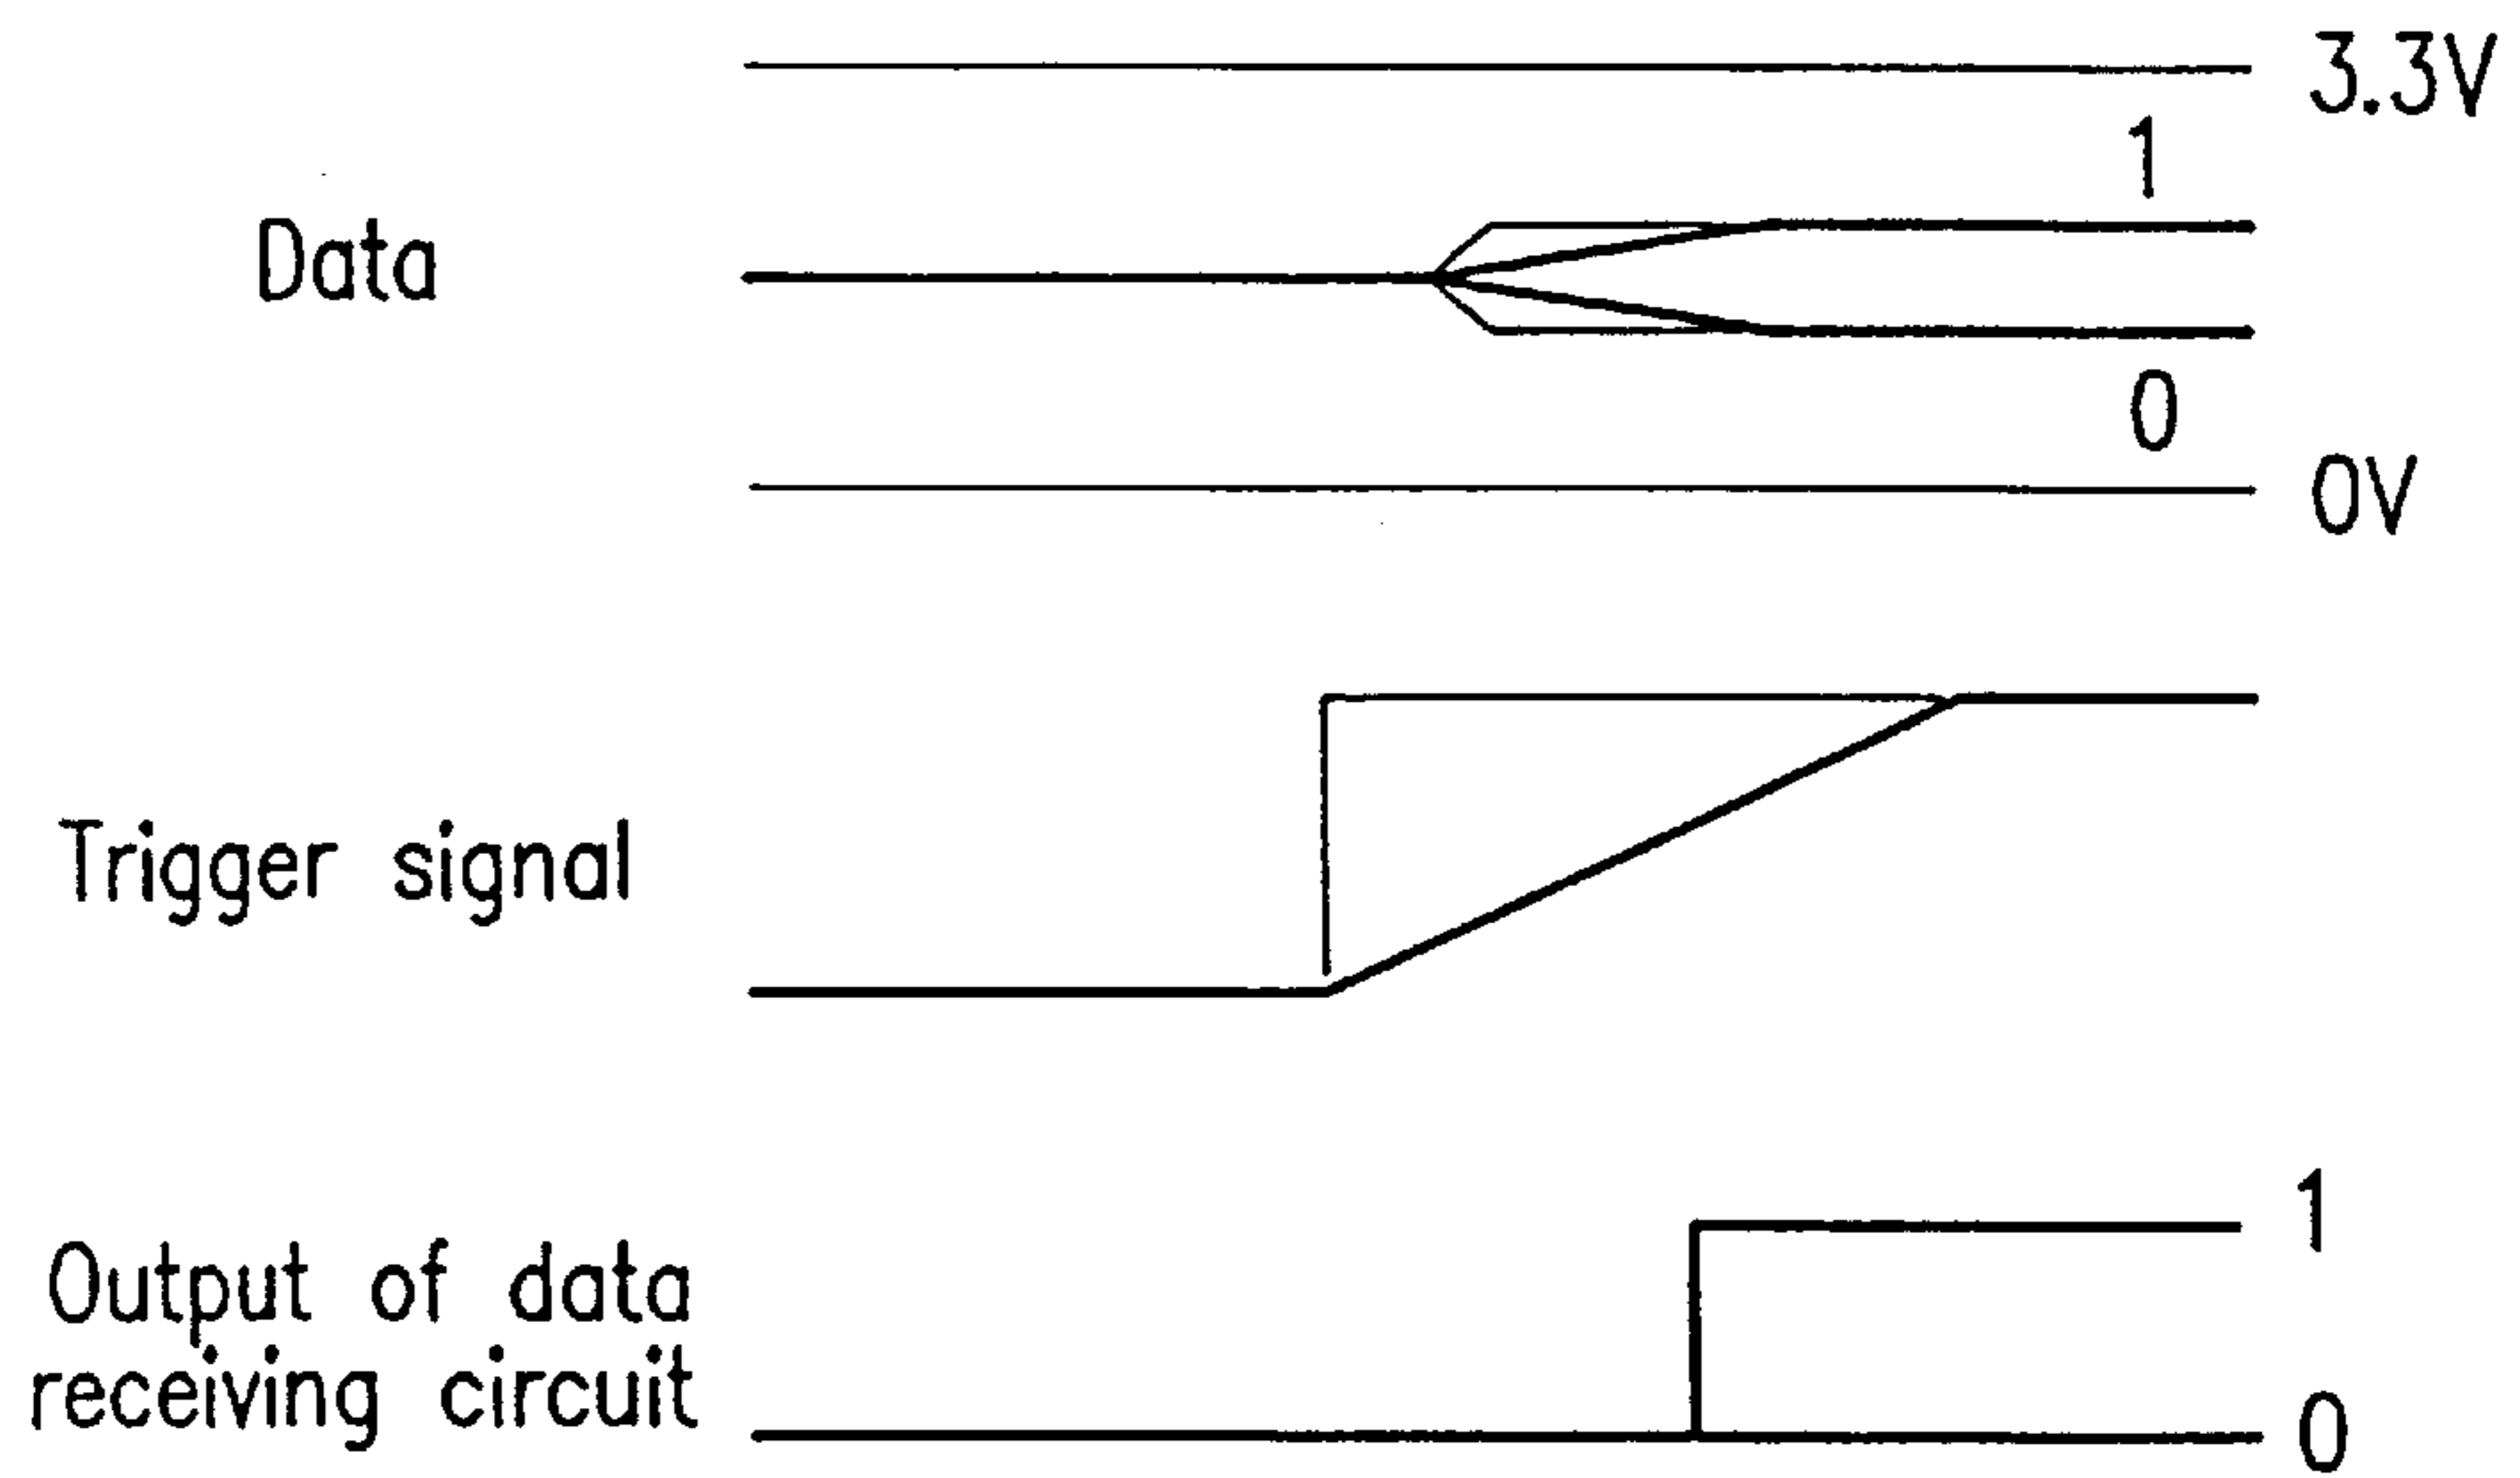 3.3V
1
Data
0
0V
Trigger signal
1
Output of data
receiving circuit
0